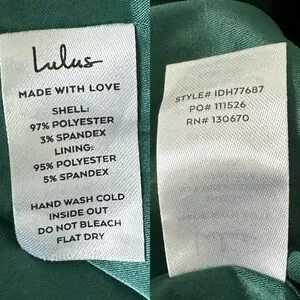 Lulus
MADE WITH LOVE
SHELL:
97% POLYESTER
3% SPANDEX
LINING:
95% POLYESTER
5% SPANDEX
HAND WASH COLD
INSIDE OUT
DO NOT BLEACH
FLAT DRY
STYLE# IDH77687
PO# 111526
RN# 130670